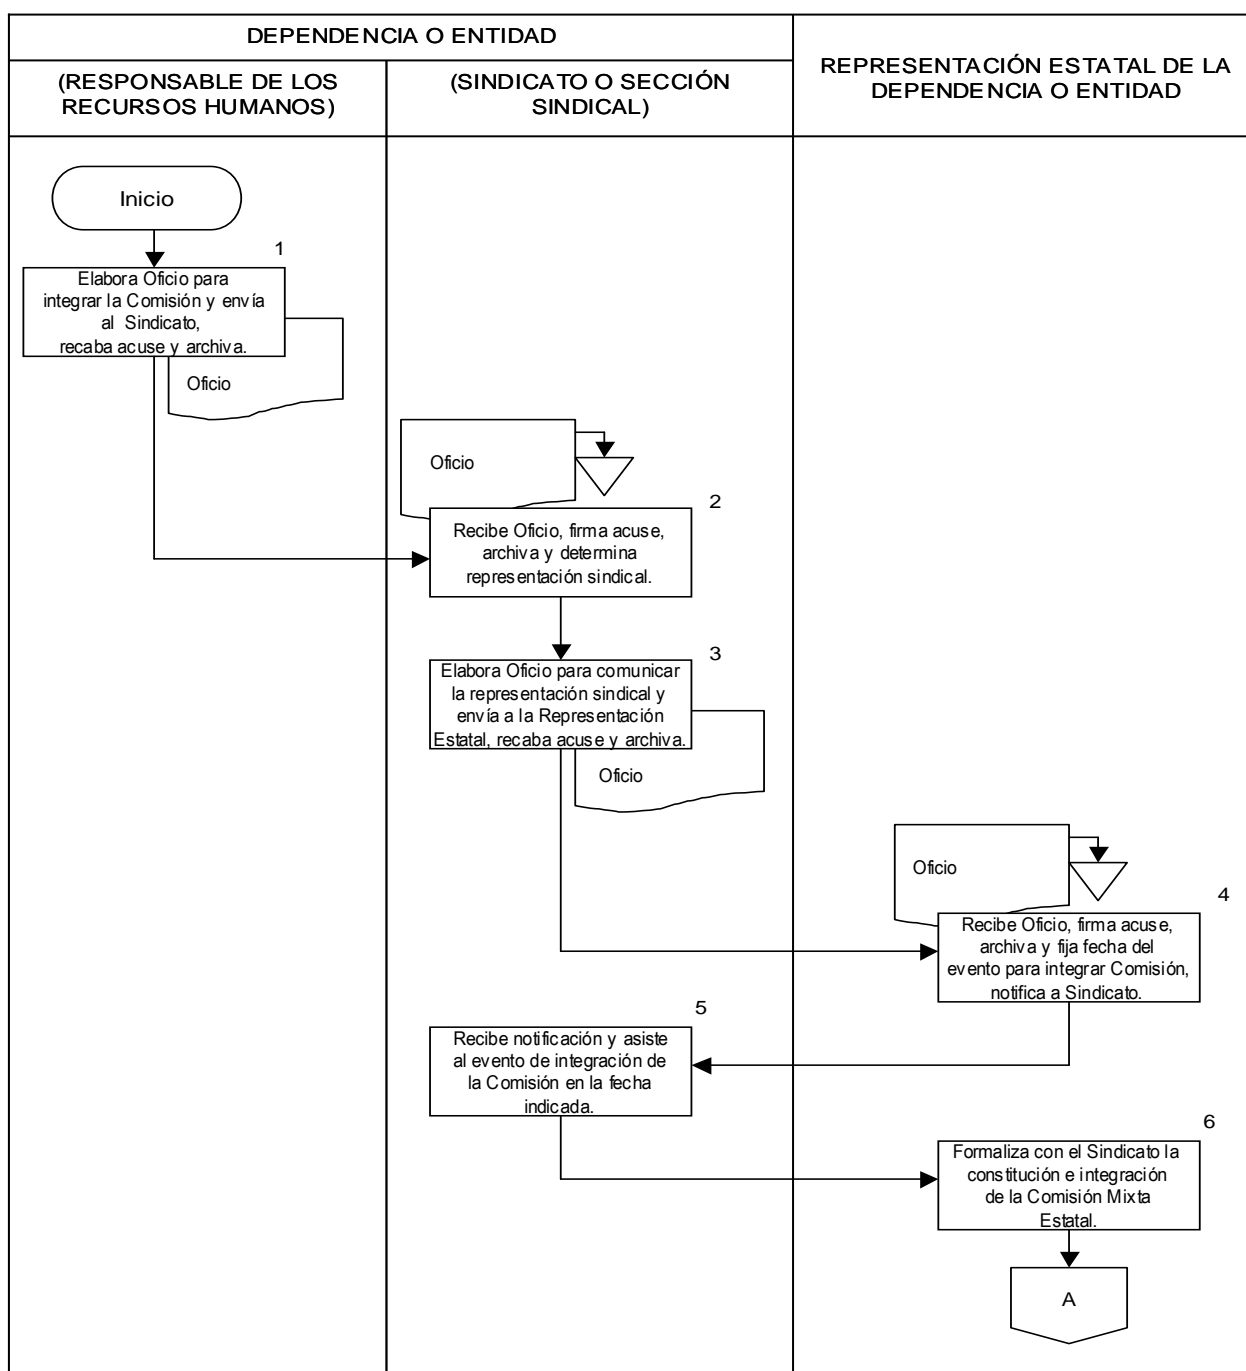 DEPENDENCIA O ENTIDAD
(RESPONSABLE DE LOS
RECURSOS HUMANOS)
(SINDICATO O SECCIÓN
SINDICAL)
REPRESENTACIÓN ESTATAL DE LA
DEPENDENCIA O ENTIDAD
Inicio
1
Elabora Oficio para
integrar la Comisión y envía
al Sindicato,
recaba acuse y archiva.
Oficio
Oficio
2
Recibe Oficio, firma acuse,
archiva y determina
representación sindical.
3
Elabora Oficio para comunicar
la representación sindical y
envía a la Representación
Estatal, recaba acuse y archiva.
Oficio
Oficio
4
Recibe Oficio, firma acuse,
archiva y fija fecha del
evento para integrar Comisión,
notifica a Sindicato.
5
Recibe notificación y asiste
al evento de integración de
la Comisión en la fecha
indicada.
6
Formaliza con el Sindicato la
constitución e integración
de la Comisión Mixta
Estatal.
A